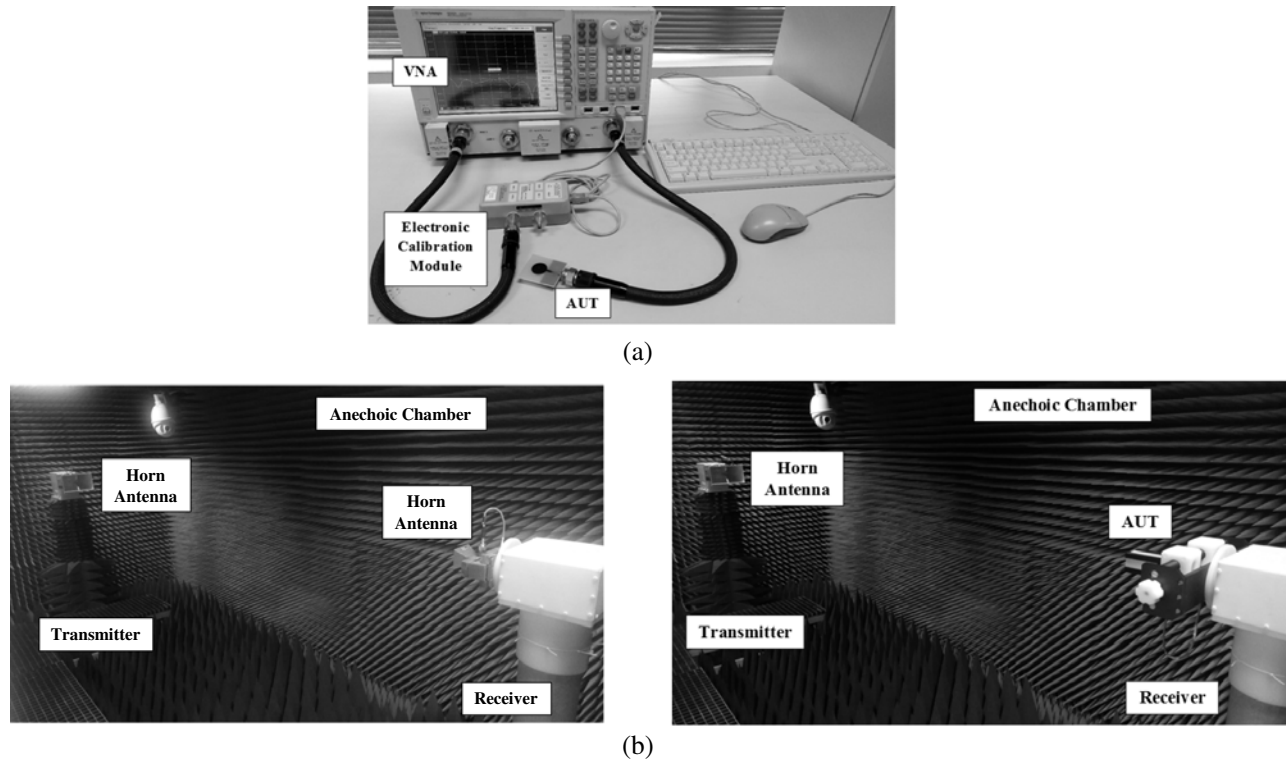 VNA
Electronic
Calibration
Module
AUT
(a)
Anechoic Chamber
Horn
Antenna
Horn
Antenna
Transmitter
Receiver
Anechoic Chamber
Horn
Antenna
AUT
Transmitter
Receiver
(b)